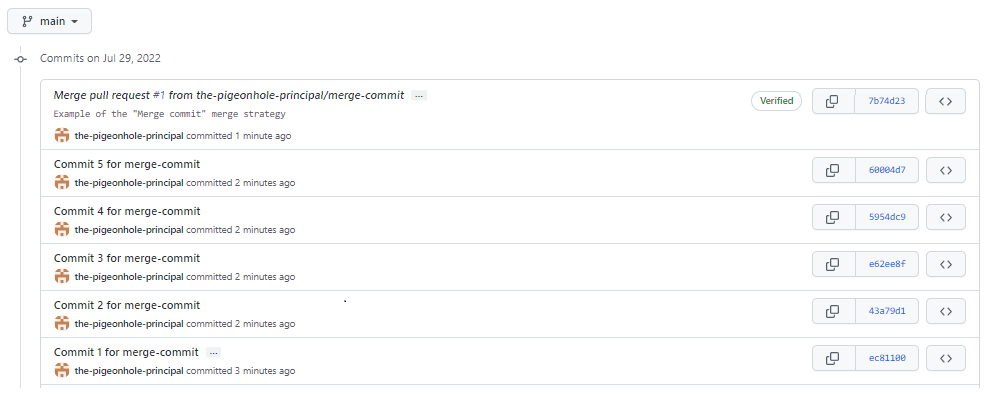 main
Commits on Jul 29, 2022
Merge pull request #1 from the-pigeonhole-principal/merge-commit ...
Verified
7b74d23
Example of the "Merge commit" merge strategy
the-pigeonhole-principal committed 1 minute ago
Commit 5 for merge-commit
60004d7
the-pigeonhole-principal committed 2 minutes ago
Commit 4 for merge-commit
5954dc9
the-pigeonhole-principal committed 2 minutes ago
Commit 3 for merge-commit
e62ee8f
the-pigeonhole-principal committed 2 minutes ago
Commit 2 for merge-commit
43a79d1
the-pigeonhole-principal committed 2 minutes ago
Commit 1 for merge-commit ...
ec81100
the-pigeonhole-principal committed 3 minutes ago